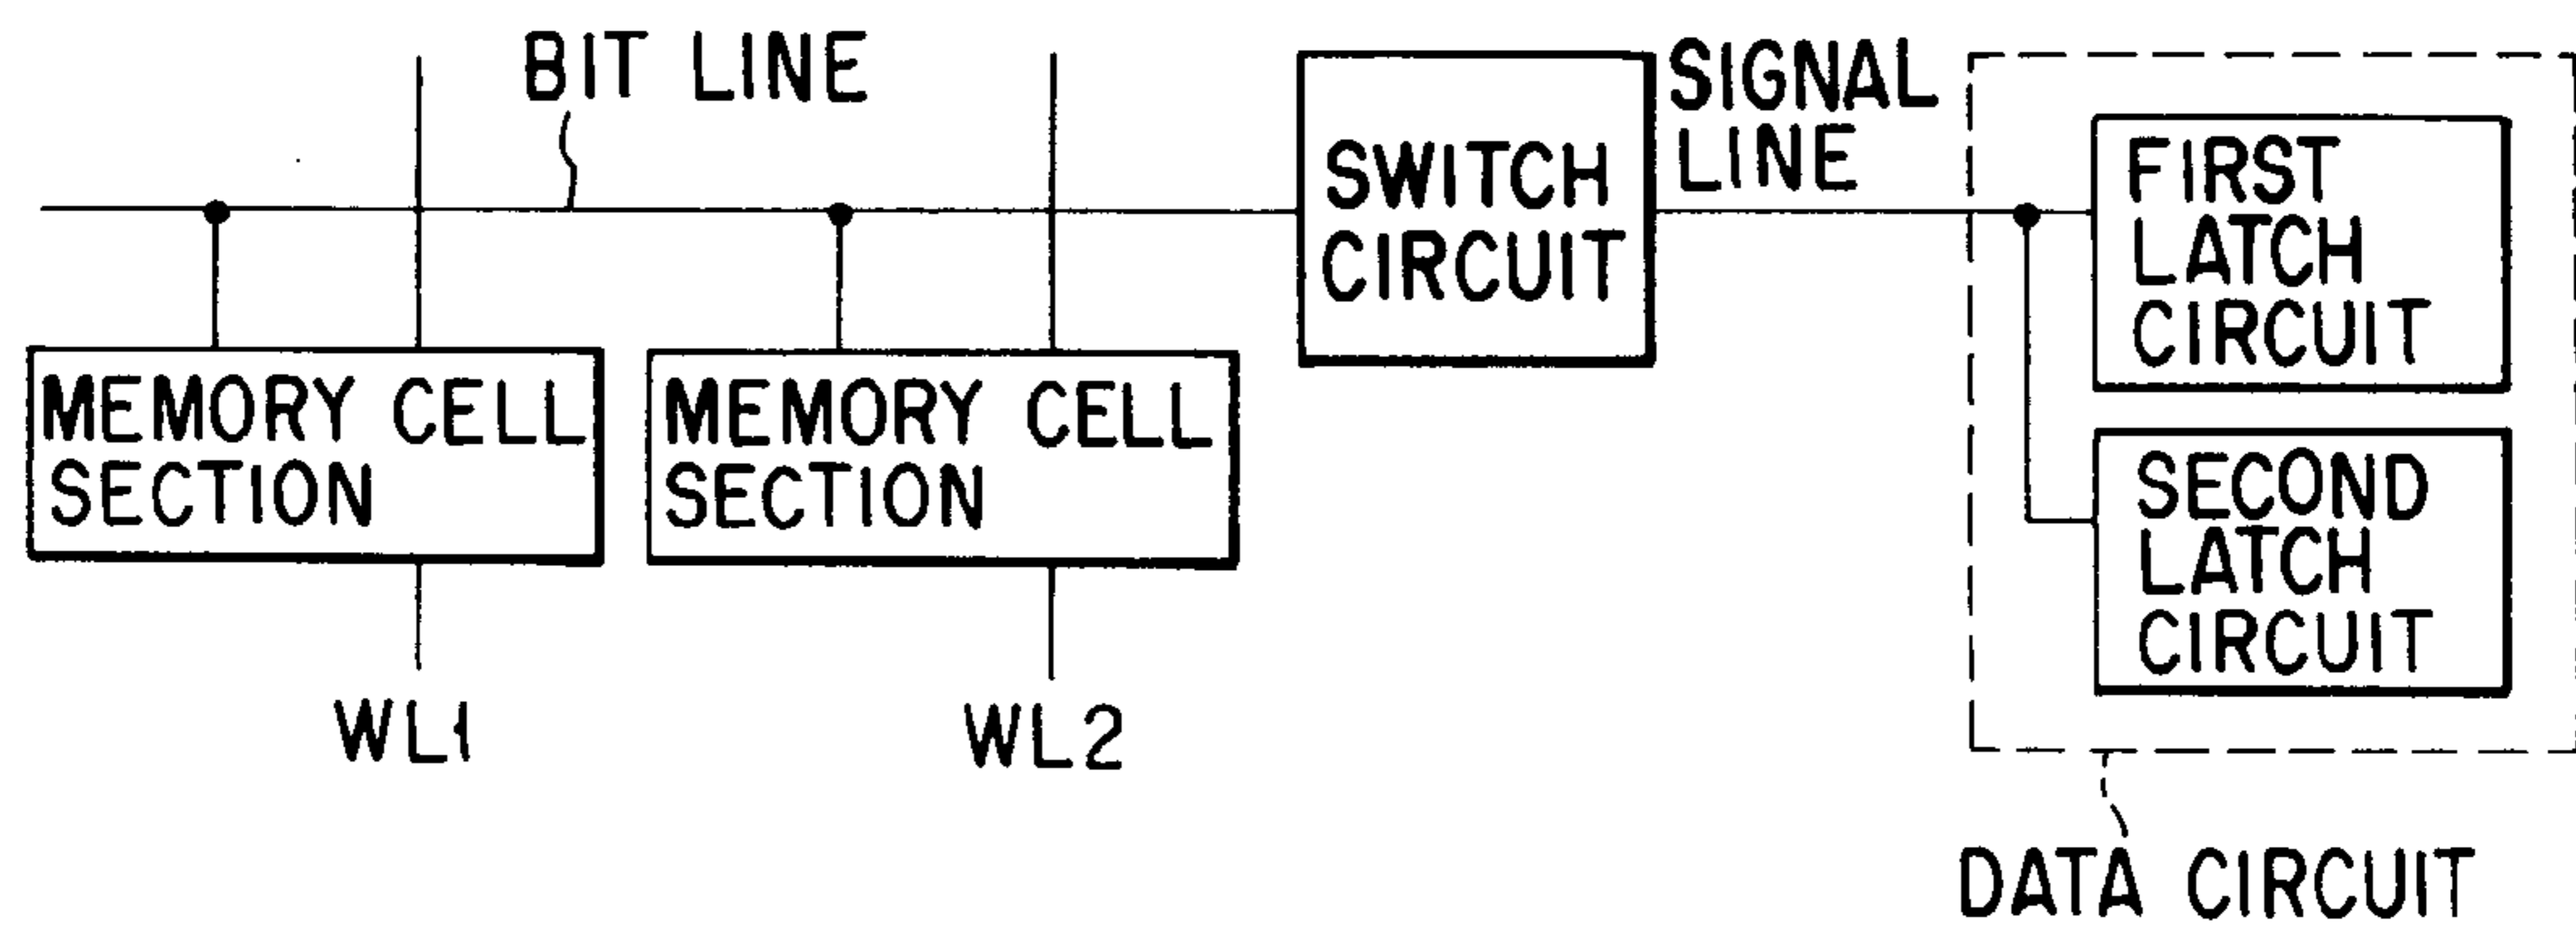 BIT LINE
SIGNAL
LINE
SWITCH
CIRCUIT
FIRST
LATCH
CIRCUIT
MEMORY CELL
SECTION
MEMORY CELL
SECTION
SECOND
LATCH
CIRCUIT
WL1
WL2
DATA CIRCUIT